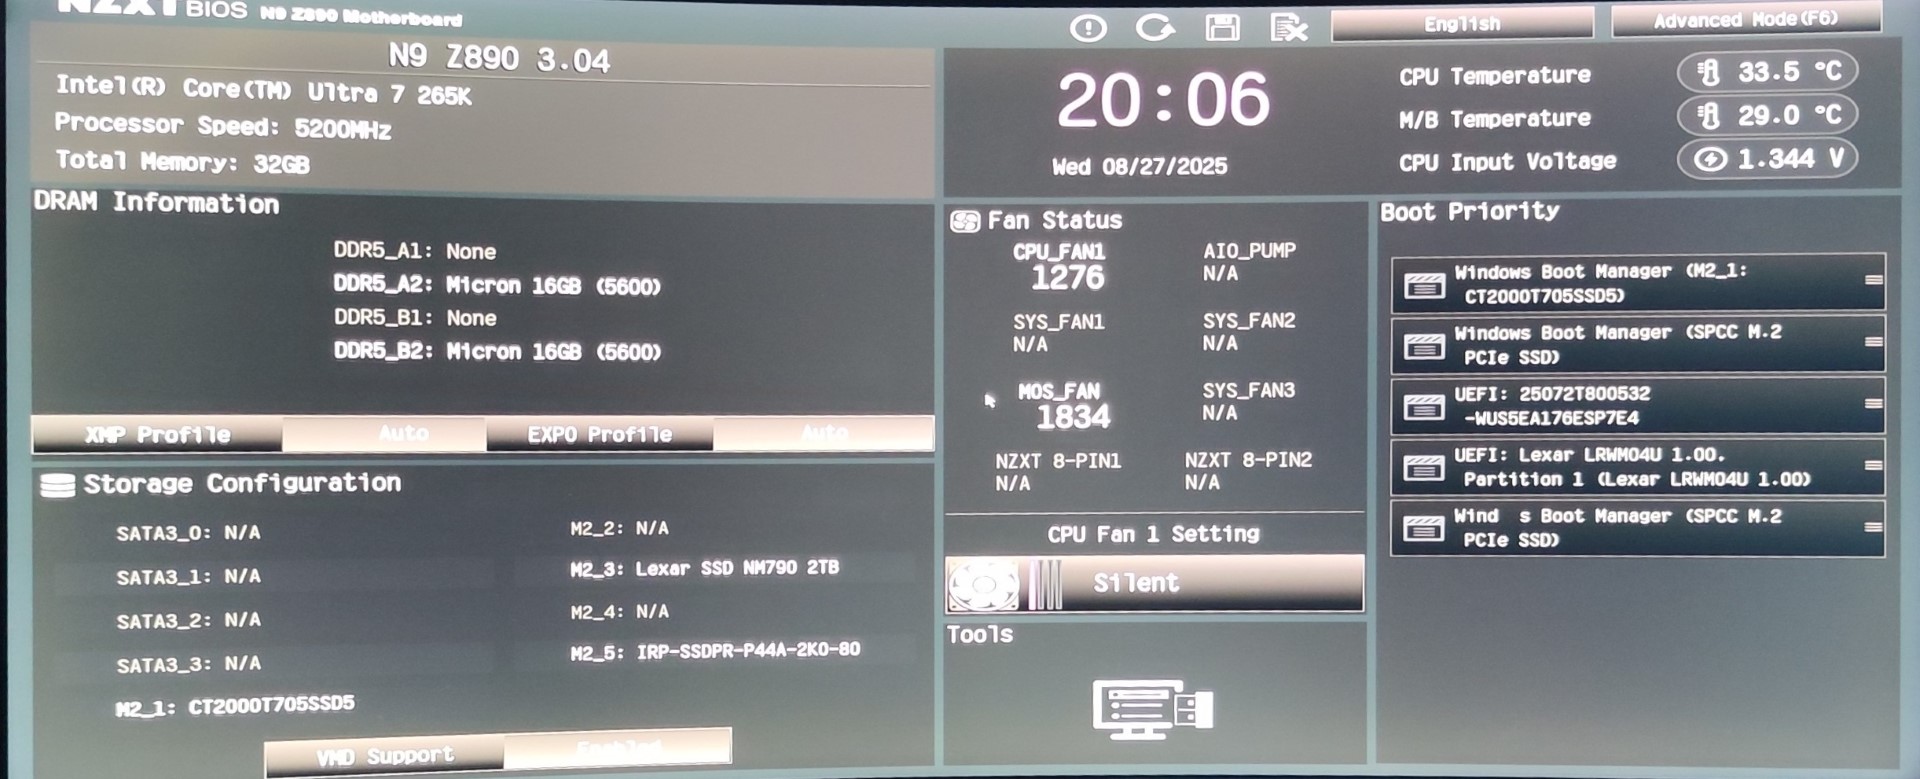 NZXT BIOS N9 Z890 Motherboard
English
Advanced Mode(F6)
N9 Z890 3.04
Intel(R) Core(TM) Ultra 7 265K
Processor Speed: 5200MHz
Total Memory: 32GB
20:06
Wed 08/27/2025
CPU Temperature 33.5 °C
M/B Temperature 29.0 °C
CPU Input Voltage 1.344 V
DRAM Information
DDR5_A1: None
DDR5_A2: Micron 16GB (5600)
DDR5_B1: None
DDR5_B2: Micron 16GB (5600)
XMP Profile Auto EXPO Profile Auto
Storage Configuration
SATA3_0: N/A
SATA3_1: N/A
SATA3_2: N/A
SATA3_3: N/A
M2_1: CT2000T705SSD5
M2_2: N/A
M2_3: Lexar SSD NM790 2TB
M2_4: N/A
M2_5: IRP-SSDPR-P44A-2K0-80
VMD Support Enabled
Fan Status
CPU_FAN1 AIO_PUMP
1276 N/A
SYS_FAN1 SYS_FAN2
N/A N/A
MOS_FAN SYS_FAN3
1834 N/A
NZXT 8-PIN1 NZXT 8-PIN2
N/A N/A
CPU Fan 1 Setting
Silent
Tools
Boot Priority
Windows Boot Manager (M2_1:
CT2000T705SSD5)
Windows Boot Manager (SPCC M.2
PCIe SSD)
UEFI: 25072T800532
-WUS5EA176ESP7E4
UEFI: Lexar LRWM04U 1.00.
Partition 1 (Lexar LRWM04U 1.00)
Wind s Boot Manager (SPCC M.2
PCIe SSD)